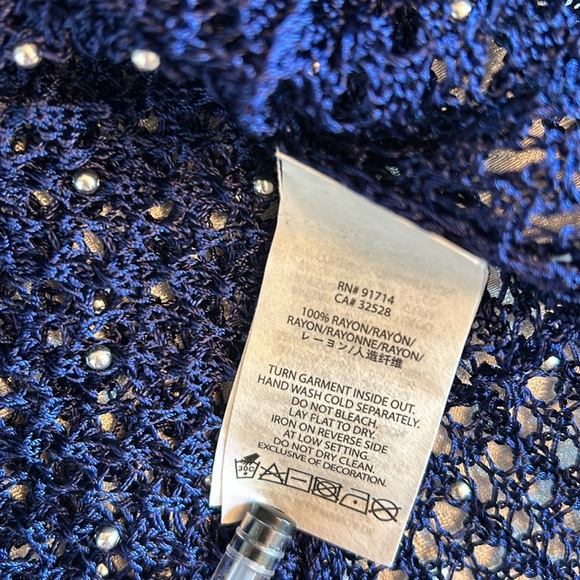 RN# 91714
CA# 32528
100% RAYON/RAYÓN/
RAYON/RAYONNE/RAYON/
レーヨン/人造纤维
TURN GARMENT INSIDE OUT.
HAND WASH COLD SEPARATELY.
DO NOT BLEACH.
LAY FLAT TO DRY.
IRON ON REVERSE SIDE
AT LOW SETTING.
DO NOT DRY CLEAN.
EXCLUSIVE OF DECORATION.
30C